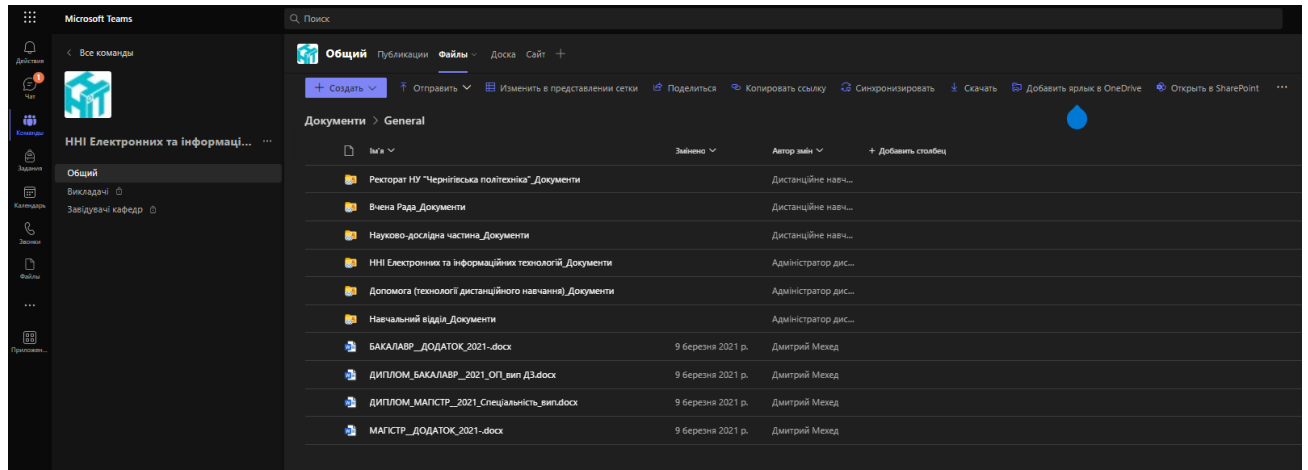 Microsoft Teams
Поиск
Действия
Чат
1
Команды
Задания
Календарь
Звонки
Файлы
Приложен...
Все команды
ННІ Електронних та інформаці... ...
Общий
Викладачі
Завідувачі кафедр
Общий Публикации Файлы Доска Сайт +
+ Создать Отправить Изменить в представлении сетки Поделиться Копировать ссылку Синхронизировать Скачать Добавить ярлык в OneDrive Открыть в SharePoint ...
Документи > General
Ім'я Змінено Автор змін + Добавить столбец
Ректорат НУ "Чернігівська політехніка"_Документи Дистанційне навч...
Вчена Рада_Документи Дистанційне навч...
Науково-дослідна частина_Документи Дистанційне навч...
ННІ Електронних та інформаційних технологій_Документи Адміністратор дис...
Допомога (технології дистанційного навчання)_Документи Адміністратор дис...
Навчальний відділ_Документи Адміністратор дис...
БАКАЛАВР__ДОДАТОК_2021-.docx 9 березня 2021 р. Дмитрий Мехед
ДИПЛОМ_БАКАЛАВР__2021_ОП_вип ДЗ.docx 9 березня 2021 р. Дмитрий Мехед
ДИПЛОМ_МАГІСТР__2021_Спеціальність_вип.docx 9 березня 2021 р. Дмитрий Мехед
МАГІСТР__ДОДАТОК_2021-.docx 9 березня 2021 р. Дмитрий Мехед